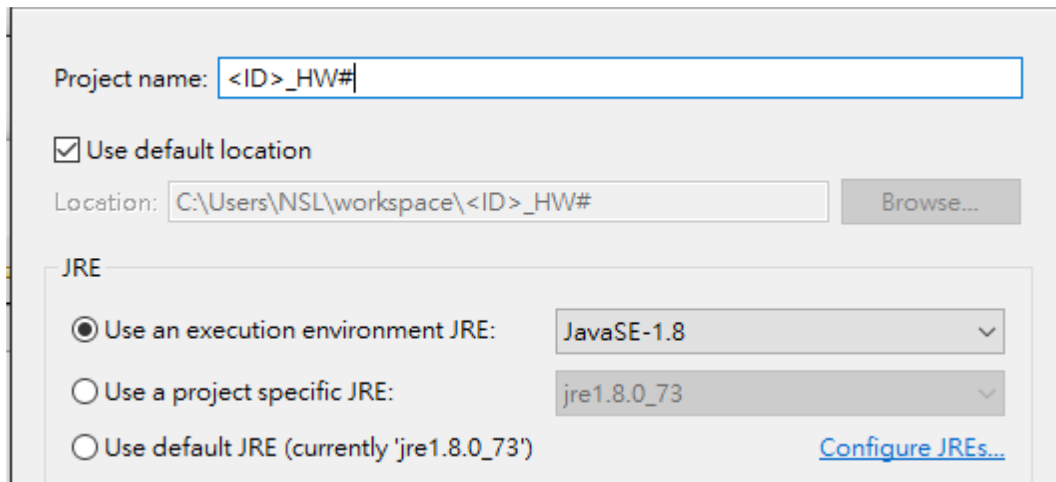 Project name: <ID>_HW#
Use default location
Location: C:\Users\NSL\workspace\<ID>_HW# Browse...
JRE
Use an execution environment JRE: JavaSE-1.8
Use a project specific JRE: jre1.8.0_73
Use default JRE (currently 'jre1.8.0_73') Configure JREs...